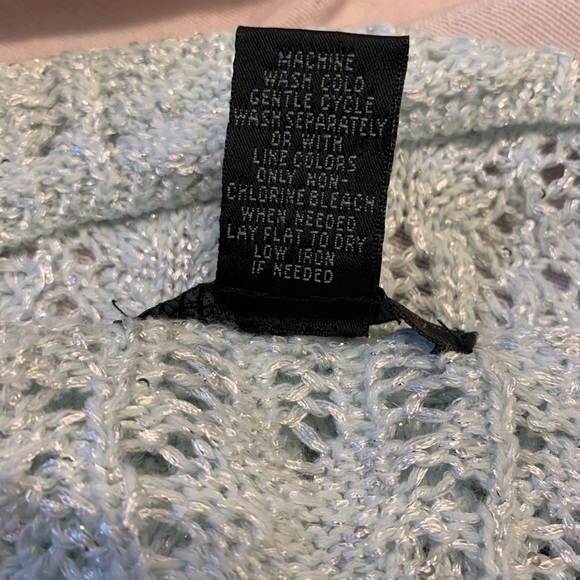 MACHINE
WASH COLD
GENTLE CYCLE
WASH SEPARATELY
OR WITH
LINE COLORS
ONLY NON-
CHLORINE BLEACH
WHEN NEEDED
LAY FLAT TO DRY
LOW IRON
IF NEEDED